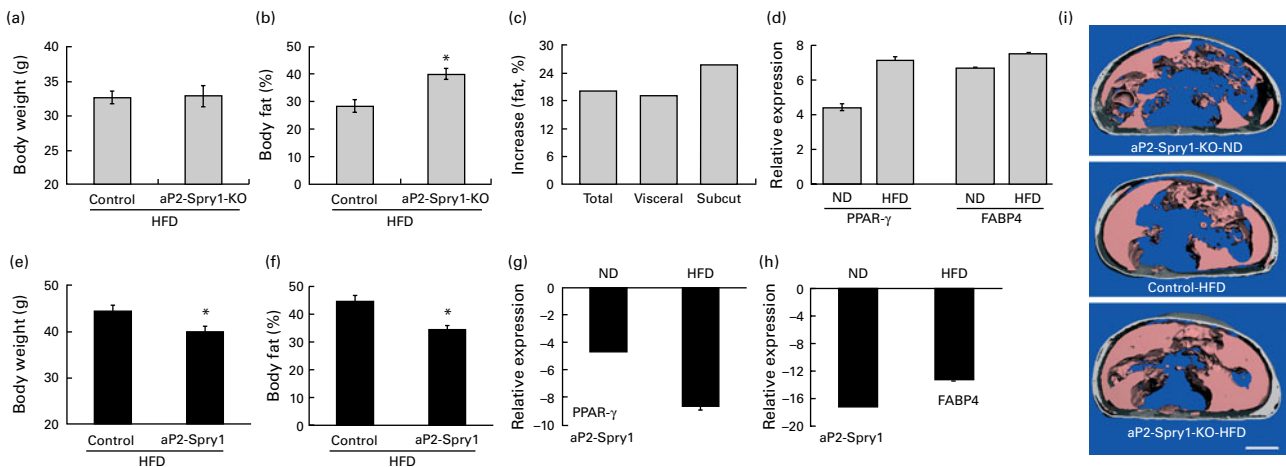 (a)
Body weight (g)
40
35
30
25
20
Control
aP2-Spry1-KO
HFD
(b)
Body fat (%)
50
40
30
20
10
0
*
Control
aP2-Spry1-KO
HFD
(c)
Increase (fat, %)
30
24
18
12
6
0
Total
Visceral
Subcut
(d)
Relative expression
8
6
4
2
0
ND
HFD
ND
HFD
PPAR-γ
FABP4
(i)
aP2-Spry1-KO-ND
Control-HFD
aP2-Spry1-KO-HFD
(e)
Body weight (g)
50
40
30
20
*
Control
aP2-Spry1
HFD
(f)
Body fat (%)
50
40
30
20
10
0
*
Control
aP2-Spry1
HFD
(g)
ND
HFD
Relative expression
0
−2
−4
−6
−8
−10
PPAR-γ
aP2-Spry1
(h)
ND
HFD
Relative expression
0
−4
−8
−12
−16
−20
FABP4
aP2-Spry1